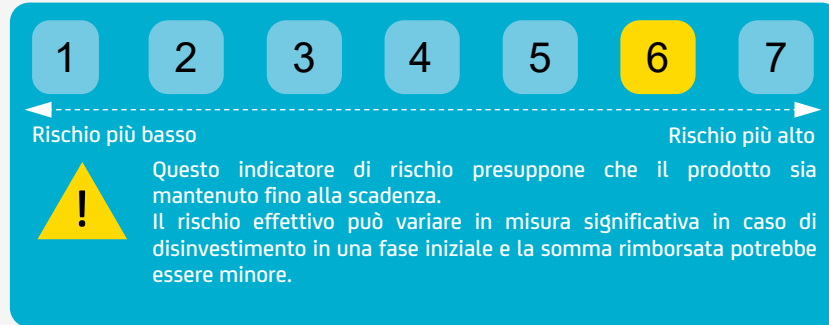 1 2 3 4 5 6 7
Rischio più basso Rischio più alto
!
Questo indicatore di rischio presuppone che il prodotto sia
mantenuto fino alla scadenza.
Il rischio effettivo può variare in misura significativa in caso di
disinvestimento in una fase iniziale e la somma rimborsata potrebbe
essere minore.